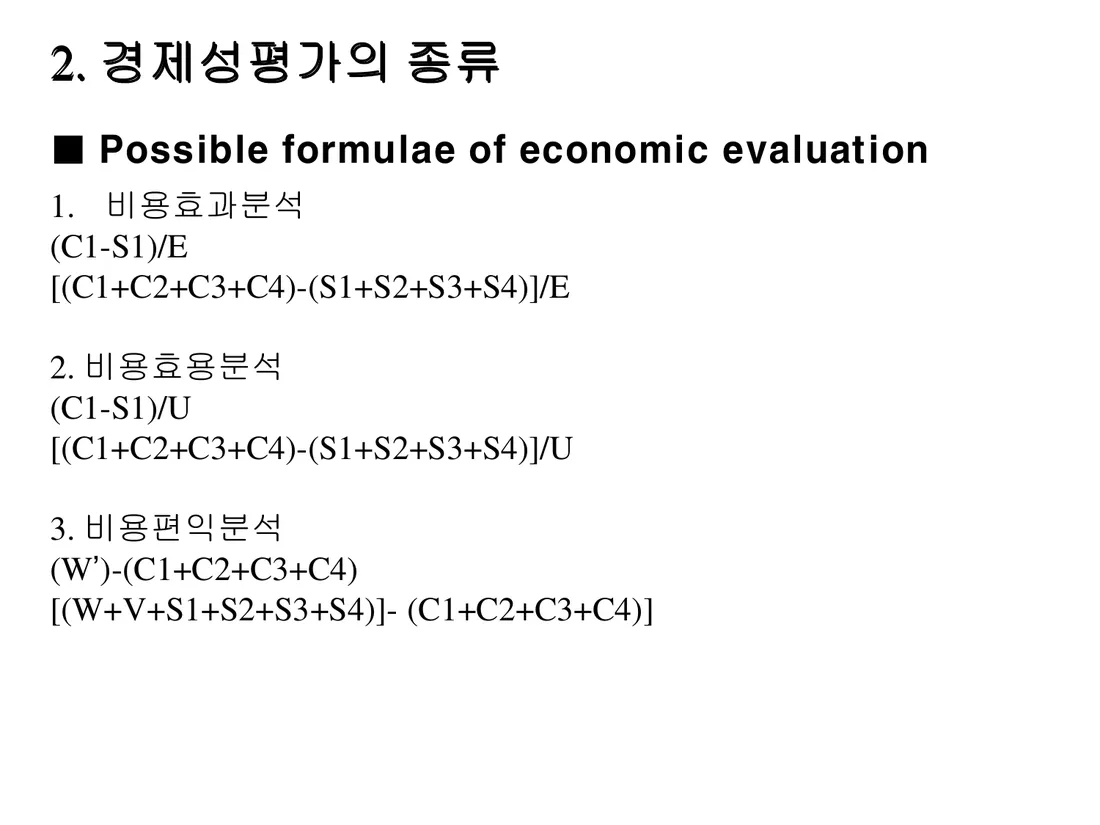 2. 경제성평가의 종류
■ Possible formulae of economic evaluation
1. 비용효과분석
(C1-S1)/E
[(C1+C2+C3+C4)-(S1+S2+S3+S4)]/E
2. 비용효용분석
(C1-S1)/U
[(C1+C2+C3+C4)-(S1+S2+S3+S4)]/U
3. 비용편익분석
(W’)-(C1+C2+C3+C4)
[(W+V+S1+S2+S3+S4)]- (C1+C2+C3+C4)]